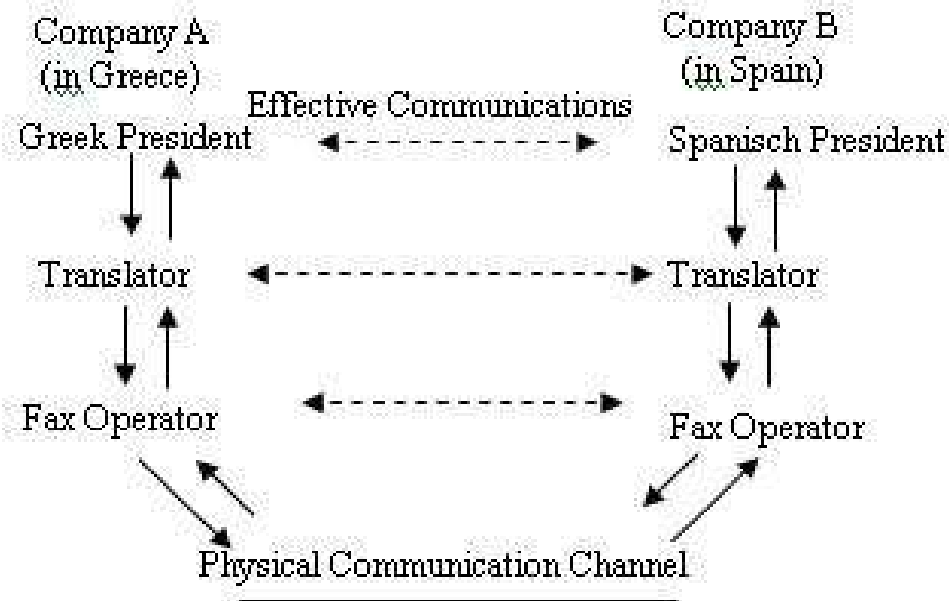 Company A
(in Greece)
Company B
(in Spain)
Effective Communications
Greek President
Spanisch President
Translator
Translator
Fax Operator
Fax Operator
Physical Communication Channel